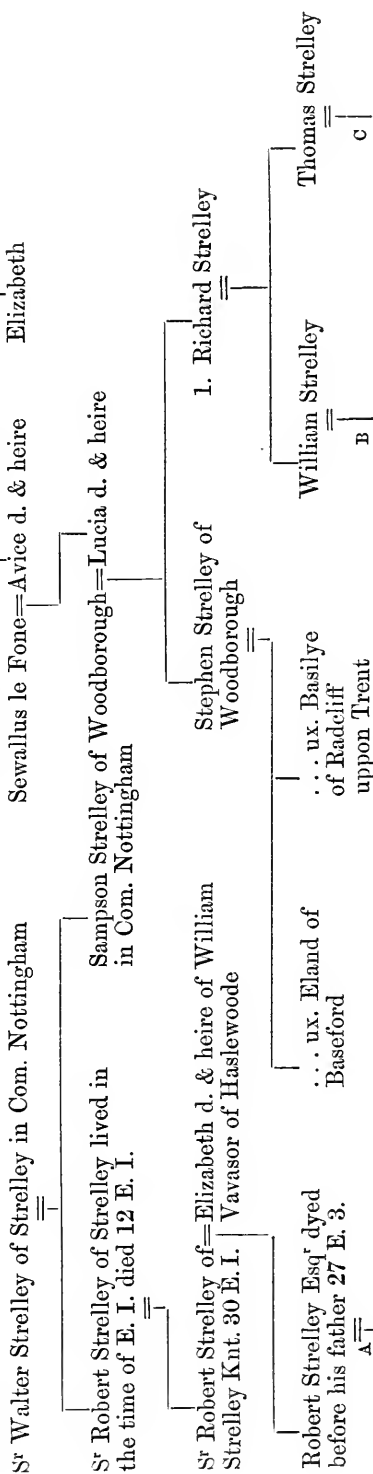 Sʳ Walter Strelley of Strelley in Com. Nottingham
Sewallus le Fone=Avice d. & heire
Elizabeth
Sʳ Robert Strelley of Strelley lived in
the time of E. I. died 12 E. I.
Sampson Strelley of Woodborough=Lucia d. & heire
in Com. Nottingham
Sʳ Robert Strelley of=Elizabeth d. & heire of William
Strelley Knt. 30 E. I. Vavasor of Haslewoode
Stephen Strelley of
Woodborough
1. Richard Strelley
Robert Strelley Esqʳ dyed
before his father 27 E. 3.
A
... ux. Eland of
Baseford
... ux. Basilye
of Radcliff
uppon Trent
William Strelley
B
Thomas Strelley
C